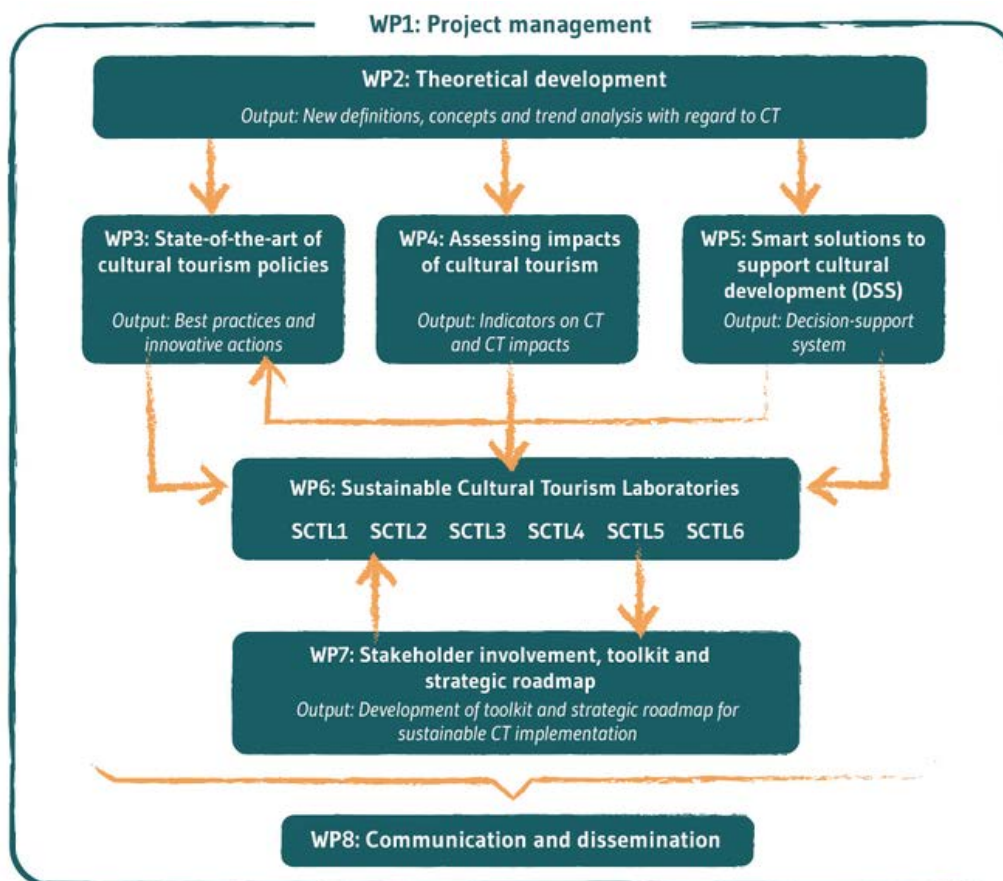 WP1: Project management
WP2: Theoretical development
Output: New definitions, concepts and trend analysis with regard to CT
WP3: State-of-the-art of
cultural tourism policies
Output: Best practices and
innovative actions
WP4: Assessing impacts
of cultural tourism
Output: Indicators on CT
and CT impacts
WP5: Smart solutions to
support cultural
development (DSS)
Output: Decision-support
system
WP6: Sustainable Cultural Tourism Laboratories
SCTL1 SCTL2 SCTL3 SCTL4 SCTL5 SCTL6
WP7: Stakeholder involvement, toolkit and
strategic roadmap
Output: Development of toolkit and strategic roadmap for
sustainable CT implementation
WP8: Communication and dissemination